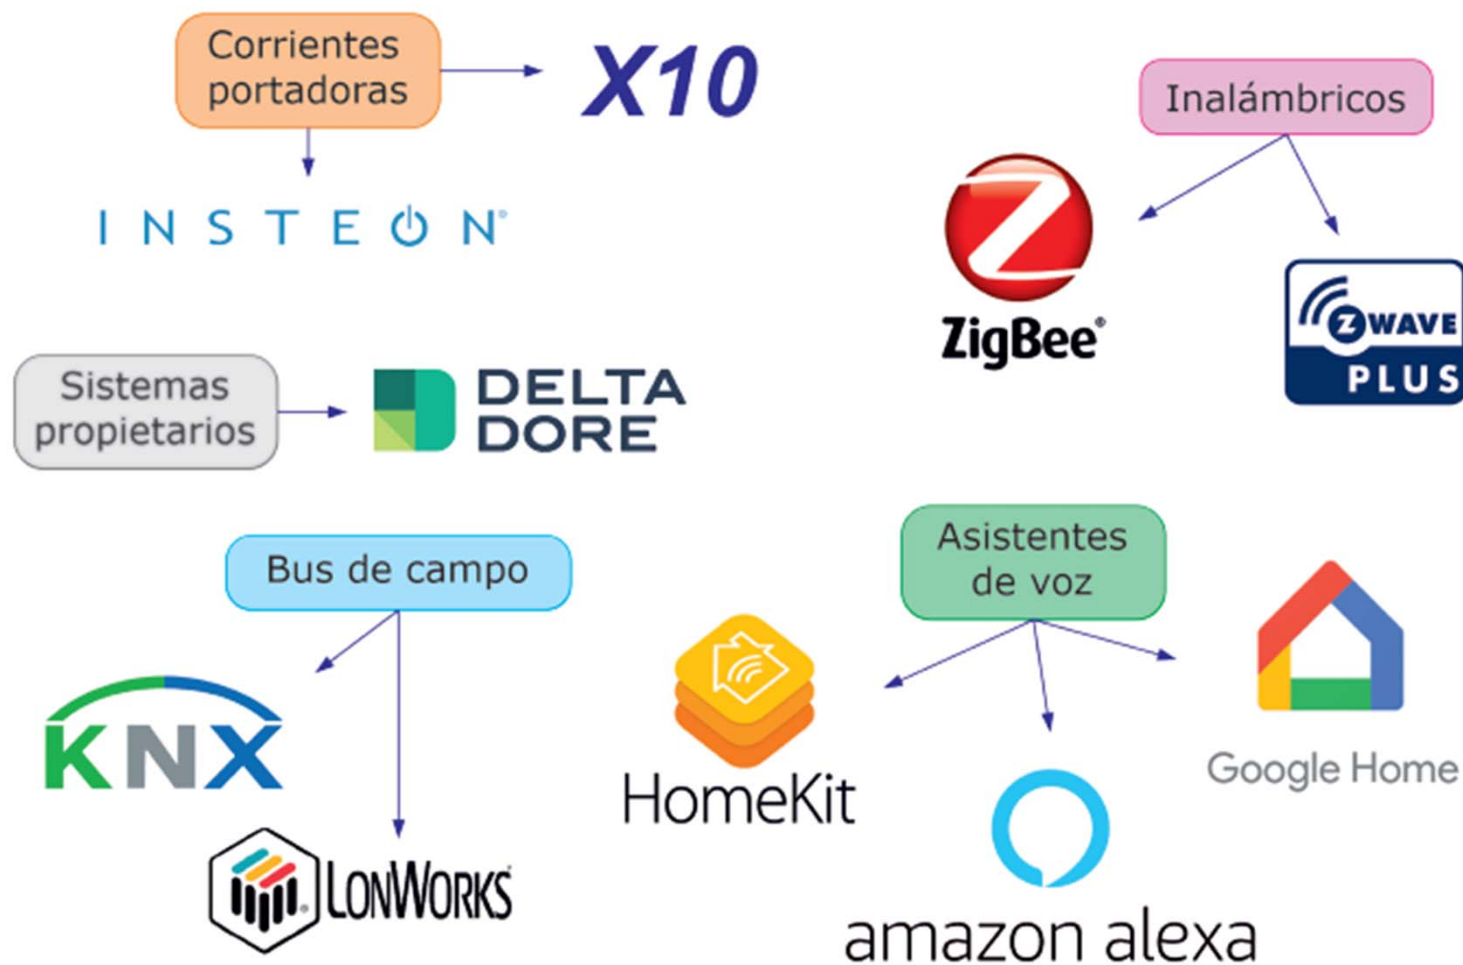 Corrientes
portadoras
X10
INSTEON®
Inalámbricos
ZigBee®
Z WAVE
PLUS
Sistemas
propietarios
DELTA
DORE
Bus de campo
KNX
LONWORKS®
Asistentes
de voz
HomeKit
amazon alexa
Google Home